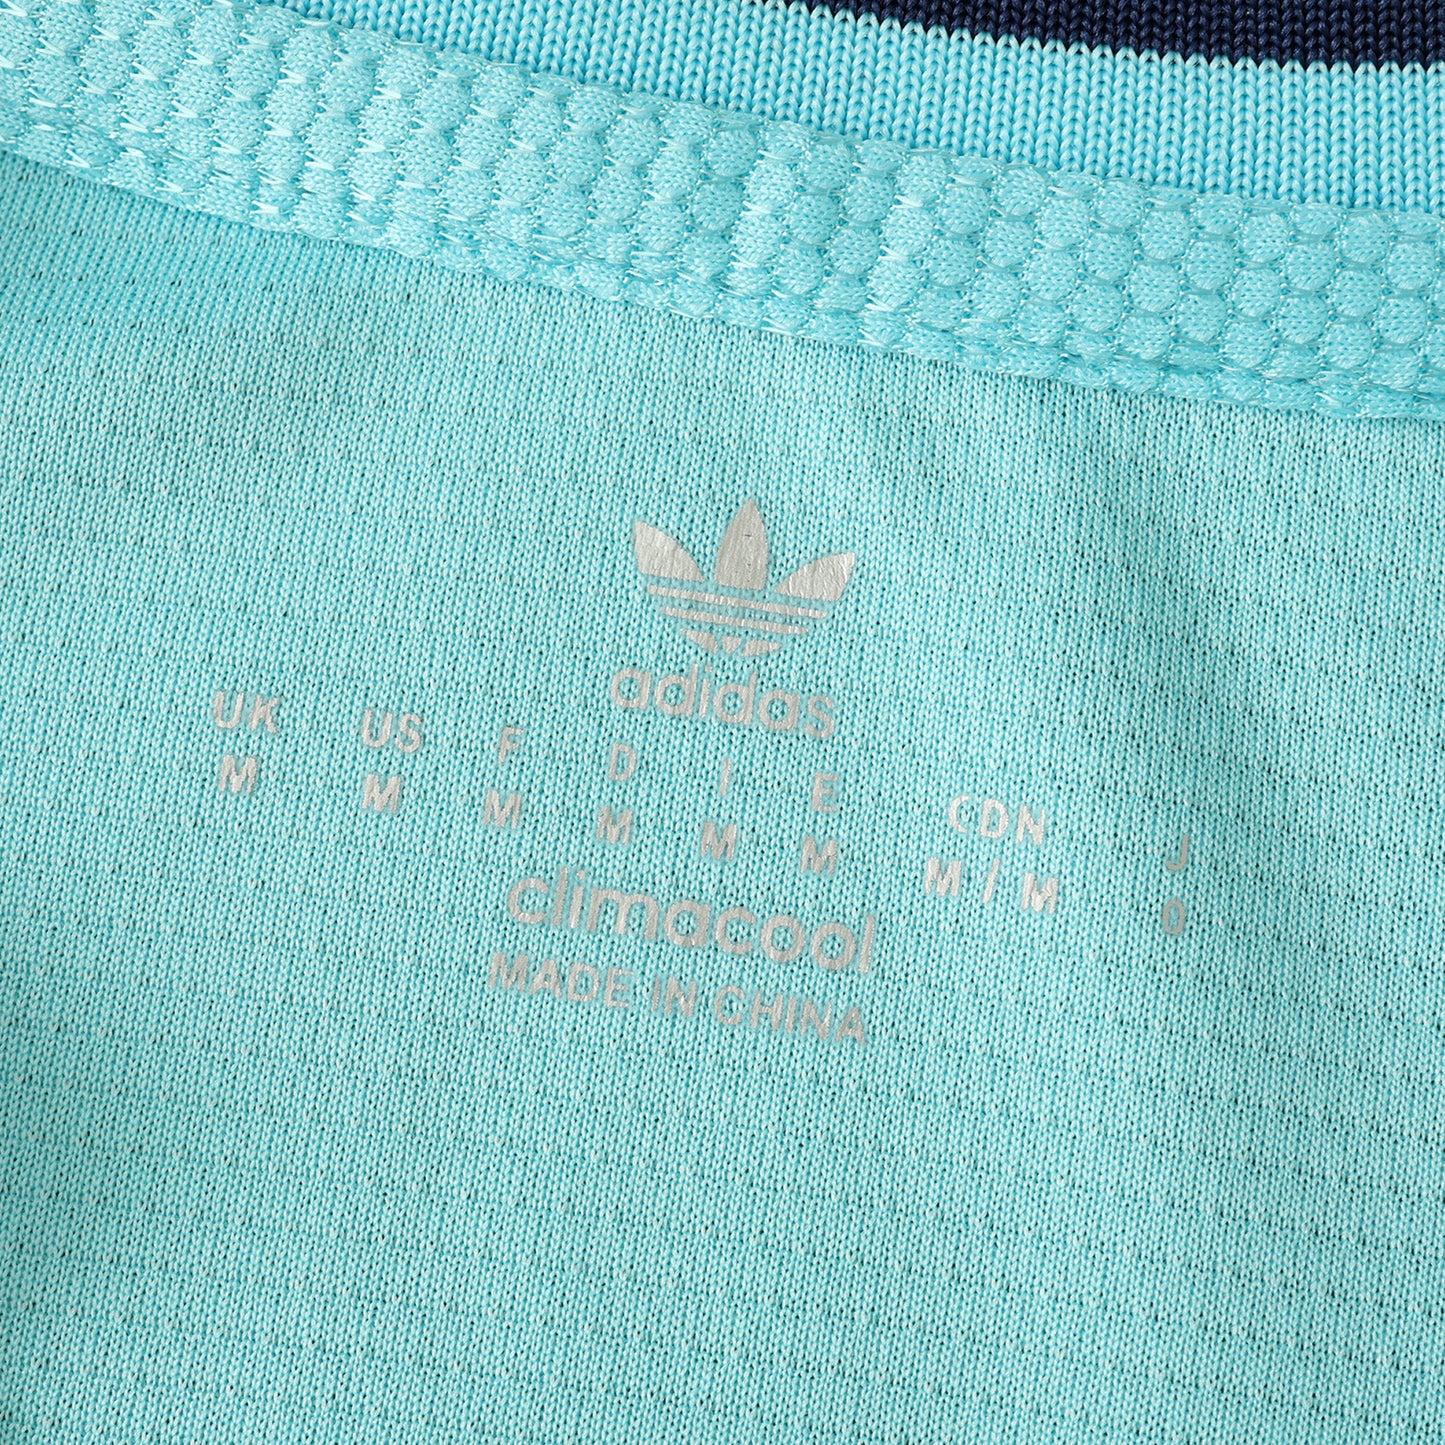 adidas
UK US F D I E CDN J
M M M M M M M/M O
climacool
MADE IN CHINA